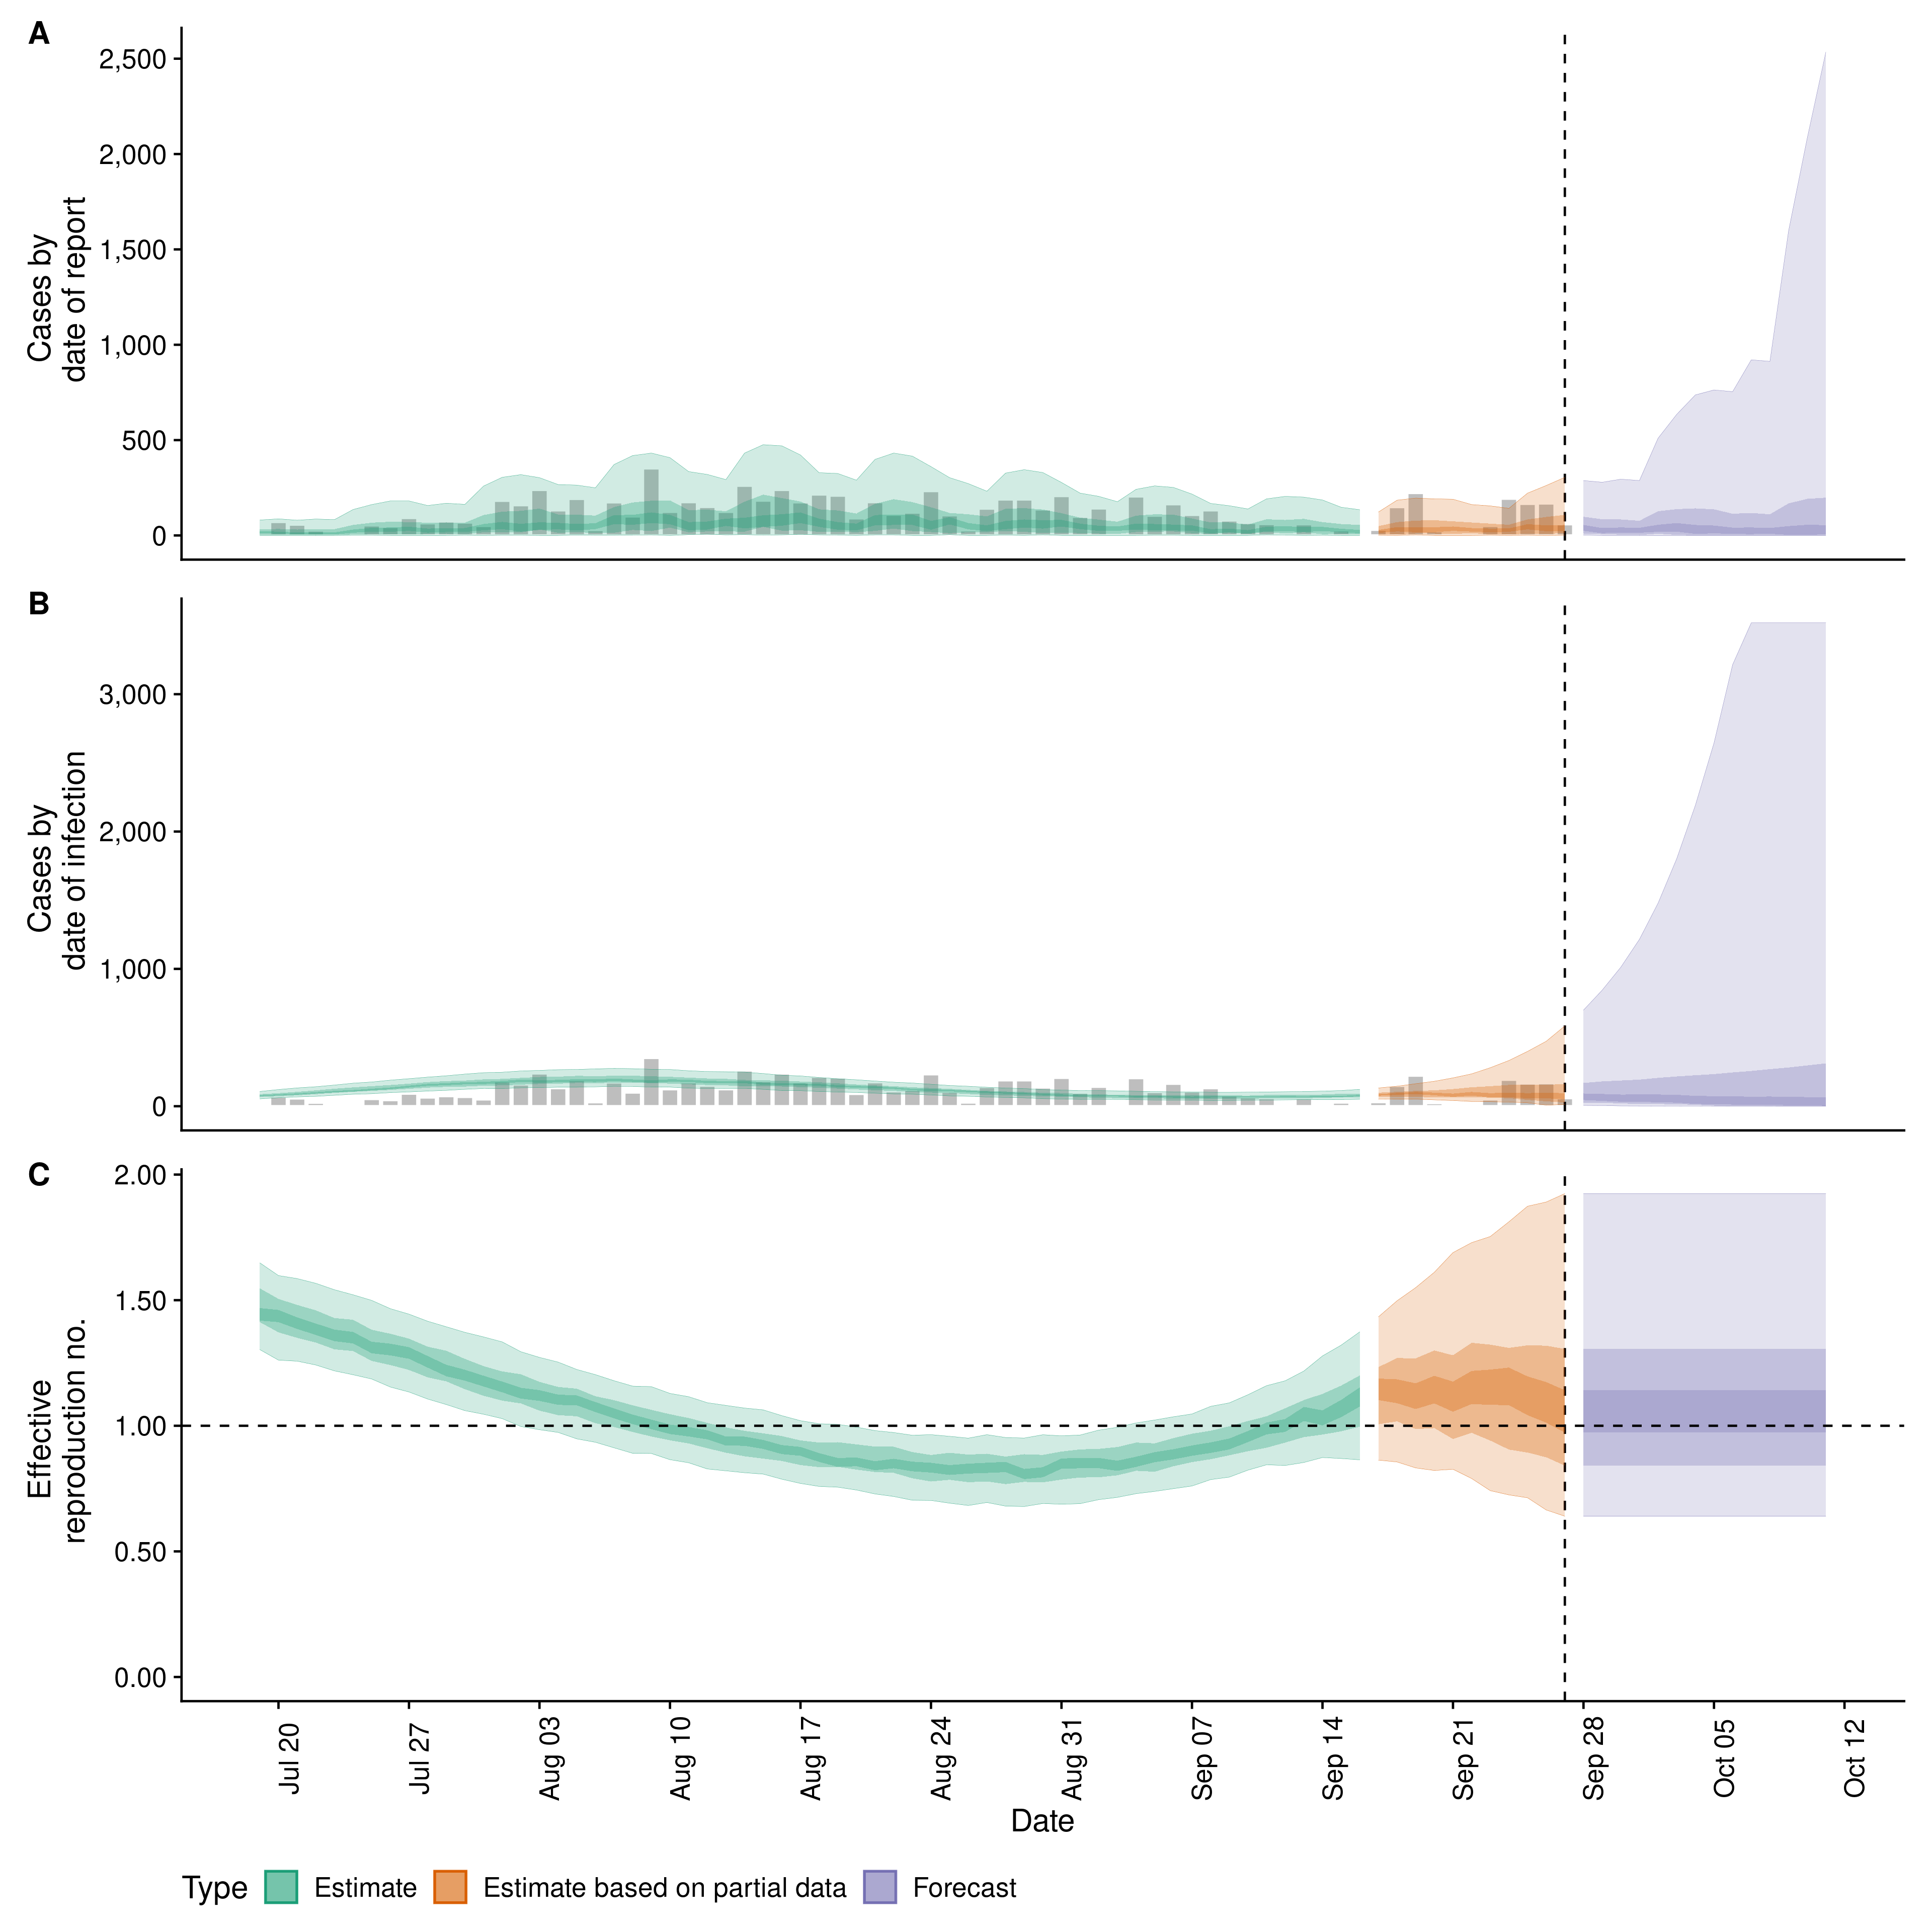 A
2,500
2,000
1,500
1,000
500
0
Cases by
date of report
B
3,000
2,000
1,000
0
Cases by
date of infection
C
2.00
1.50
1.00
0.50
0.00
Effective
reproduction no.
Jul 20
Jul 27
Aug 03
Aug 10
Aug 17
Aug 24
Aug 31
Sep 07
Sep 14
Sep 21
Sep 28
Oct 05
Oct 12
Date
Type Estimate Estimate based on partial data Forecast